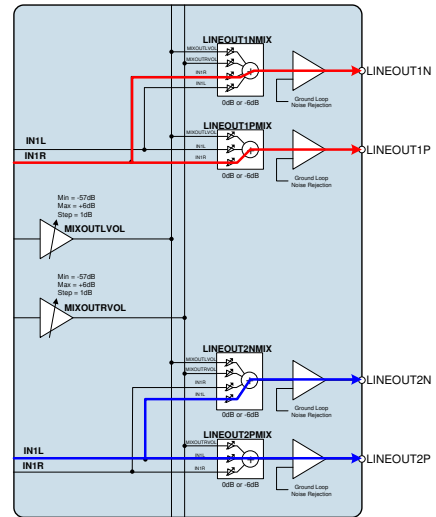 LINEOUT1NMIX
MIXOUTLVOL
MIXOUTRVOL
IN1R
IN1L
LINEOUT1N
0dB or -6dB
Ground Loop
Noise Rejection
LINEOUT1PMIX
MIXOUTLVOL
IN1L
IN1L
LINEOUT1P
IN1R
IN1R
0dB or -6dB
Ground Loop
Noise Rejection
Min = -57dB
Max = +6dB
Step = 1dB
MIXOUTLVOL
Min = -57dB
Max = +6dB
Step = 1dB
MIXOUTRVOL
LINEOUT2NMIX
MIXOUTLVOL
MIXOUTRVOL
IN1R
IN1L
LINEOUT2N
0dB or -6dB
Ground Loop
Noise Rejection
LINEOUT2PMIX
MIXOUTRVOL
IN1L
IN1L
LINEOUT2P
IN1R
IN1R
0dB or -6dB
Ground Loop
Noise Rejection